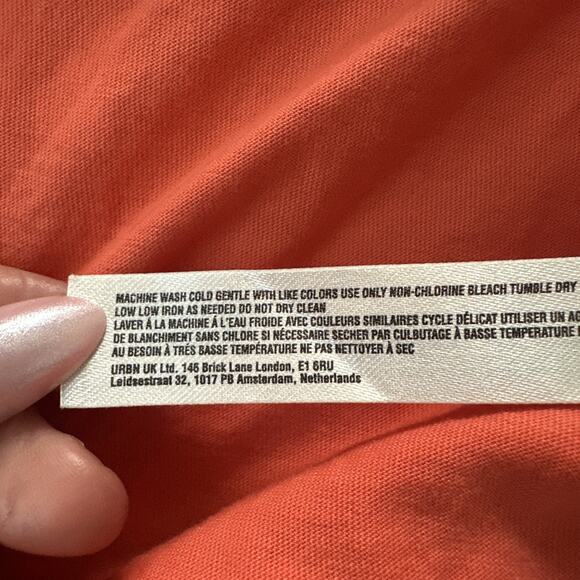 MACHINE WASH COLD GENTLE WITH LIKE COLORS USE ONLY NON-CHLORINE BLEACH TUMBLE DRY
LOW LOW IRON AS NEEDED DO NOT DRY CLEAN
LAVER Á LA MACHINE Á L'EAU FROIDE AVEC COULEURS SIMILAIRES CYCLE DÉLICAT UTILISER UN
DE BLANCHIMENT SANS CHLORE SI NÉCESSAIRE SECHER PAR CULBUTAGE Á BASSE TEMPERATURE
AU BESOIN Á TRÉS BASSE TEMPÉRATURE NE PAS NETTOYER Á SEC
URBN UK Ltd. 146 Brick Lane London, E1 6RU
Leidsestraat 32, 1017 PB Amsterdam, Netherlands